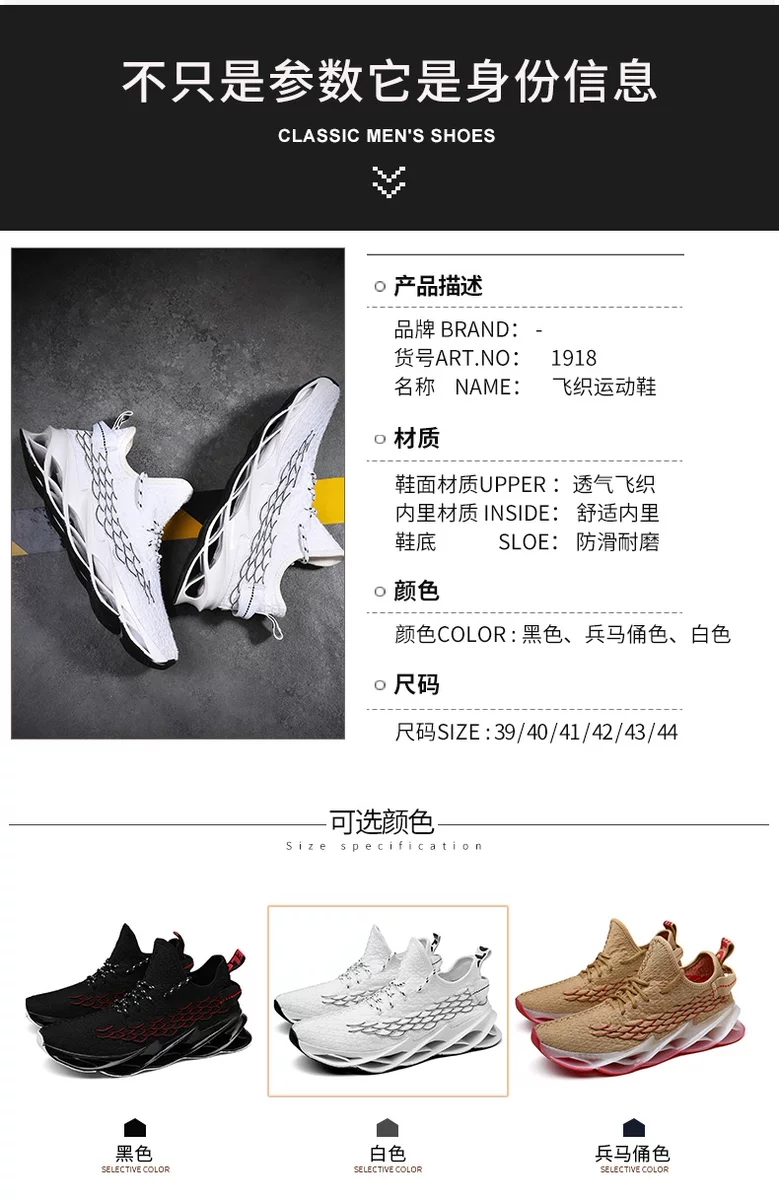 不只是参数它是身份信息
CLASSIC MEN'S SHOES
产品描述
品牌 BRAND： -
货号ART.NO： 1918
名称 NAME： 飞织运动鞋
材质
鞋面材质UPPER ：透气飞织
内里材质 INSIDE： 舒适内里
鞋底 SLOE： 防滑耐磨
颜色
颜色COLOR : 黑色、兵马俑色、白色
尺码
尺码SIZE : 39/40/41/42/43/44
可选颜色
Size specification
黑色
SELECTIVE COLOR
白色
SELECTIVE COLOR
兵马俑色
SELECTIVE COLOR